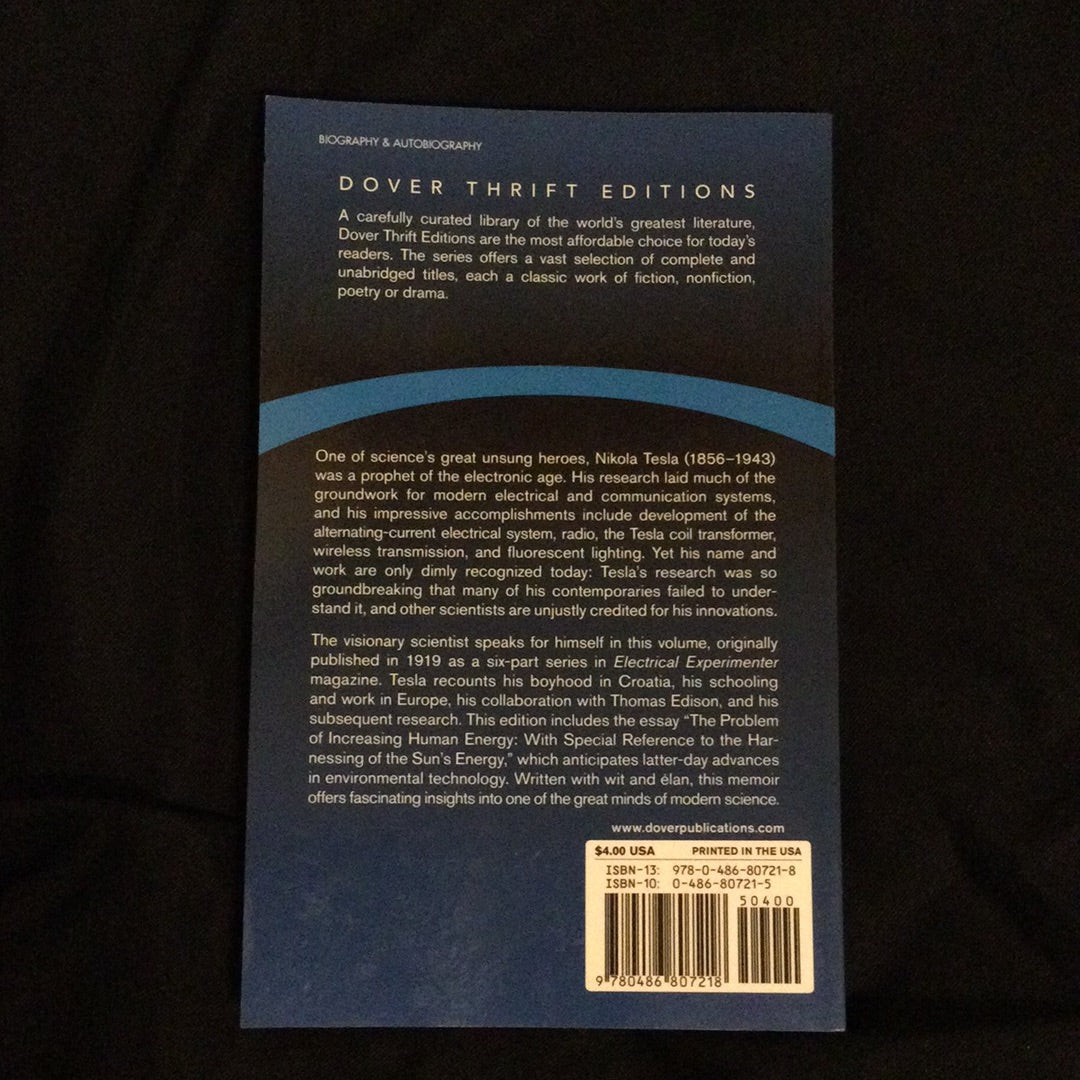 BIOGRAPHY & AUTOBIOGRAPHY
DOVER THRIFT EDITIONS
A carefully curated library of the world's greatest literature,
Dover Thrift Editions are the most affordable choice for today's
readers. The series offers a vast selection of complete and
unabridged titles, each a classic work of fiction, nonfiction,
poetry or drama.
One of science's great unsung heroes, Nikola Tesla (1856–1943)
was a prophet of the electronic age. His research laid much of the
groundwork for modern electrical and communication systems,
and his impressive accomplishments include development of the
alternating-current electrical system, radio, the Tesla coil transformer,
wireless transmission, and fluorescent lighting. Yet his name and
work are only dimly recognized today: Tesla's research was so
groundbreaking that many of his contemporaries failed to under-
stand it, and other scientists are unjustly credited for his innovations.
The visionary scientist speaks for himself in this volume, originally
published in 1919 as a six-part series in Electrical Experimenter
magazine. Tesla recounts his boyhood in Croatia, his schooling
and work in Europe, his collaboration with Thomas Edison, and his
subsequent research. This edition includes the essay “The Problem
of Increasing Human Energy: With Special Reference to the Har-
nessing of the Sun's Energy,” which anticipates latter-day advances
in environmental technology. Written with wit and élan, this memoir
offers fascinating insights into one of the great minds of modern science.
www.doverpublications.com
$4.00 USA PRINTED IN THE USA
ISBN-13: 978-0-486-80721-8
ISBN-10: 0-486-80721-5
50400
9 780486 807218